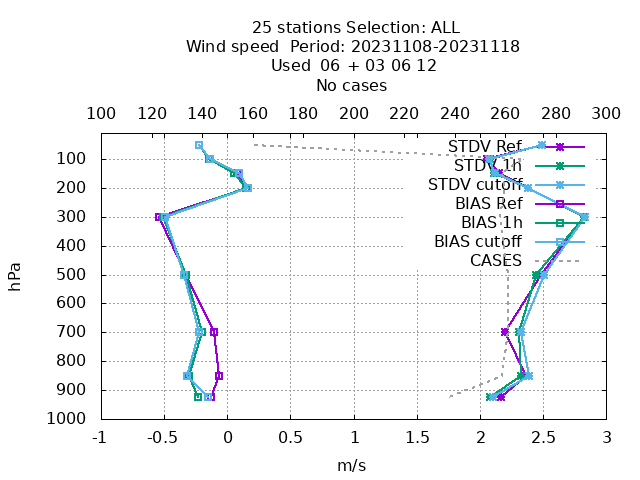 25 stations Selection: ALL
Wind speed  Period: 20231108-20231118
Used  06 + 03 06 12
No cases
100 120 140 160 180 200 220 240 260 280 300
STDV Ref
STDV 1h
STDV cutoff
BIAS Ref
BIAS 1h
BIAS cutoff
CASES
hPa
100
200
300
400
500
600
700
800
900
1000
-1 -0.5 0 0.5 1 1.5 2 2.5 3
m/s